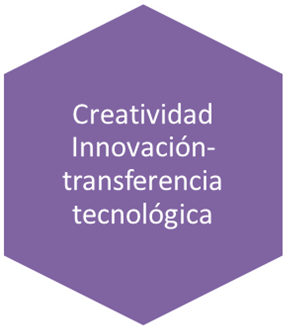 Creatividad
Innovación-
transferencia
tecnológica